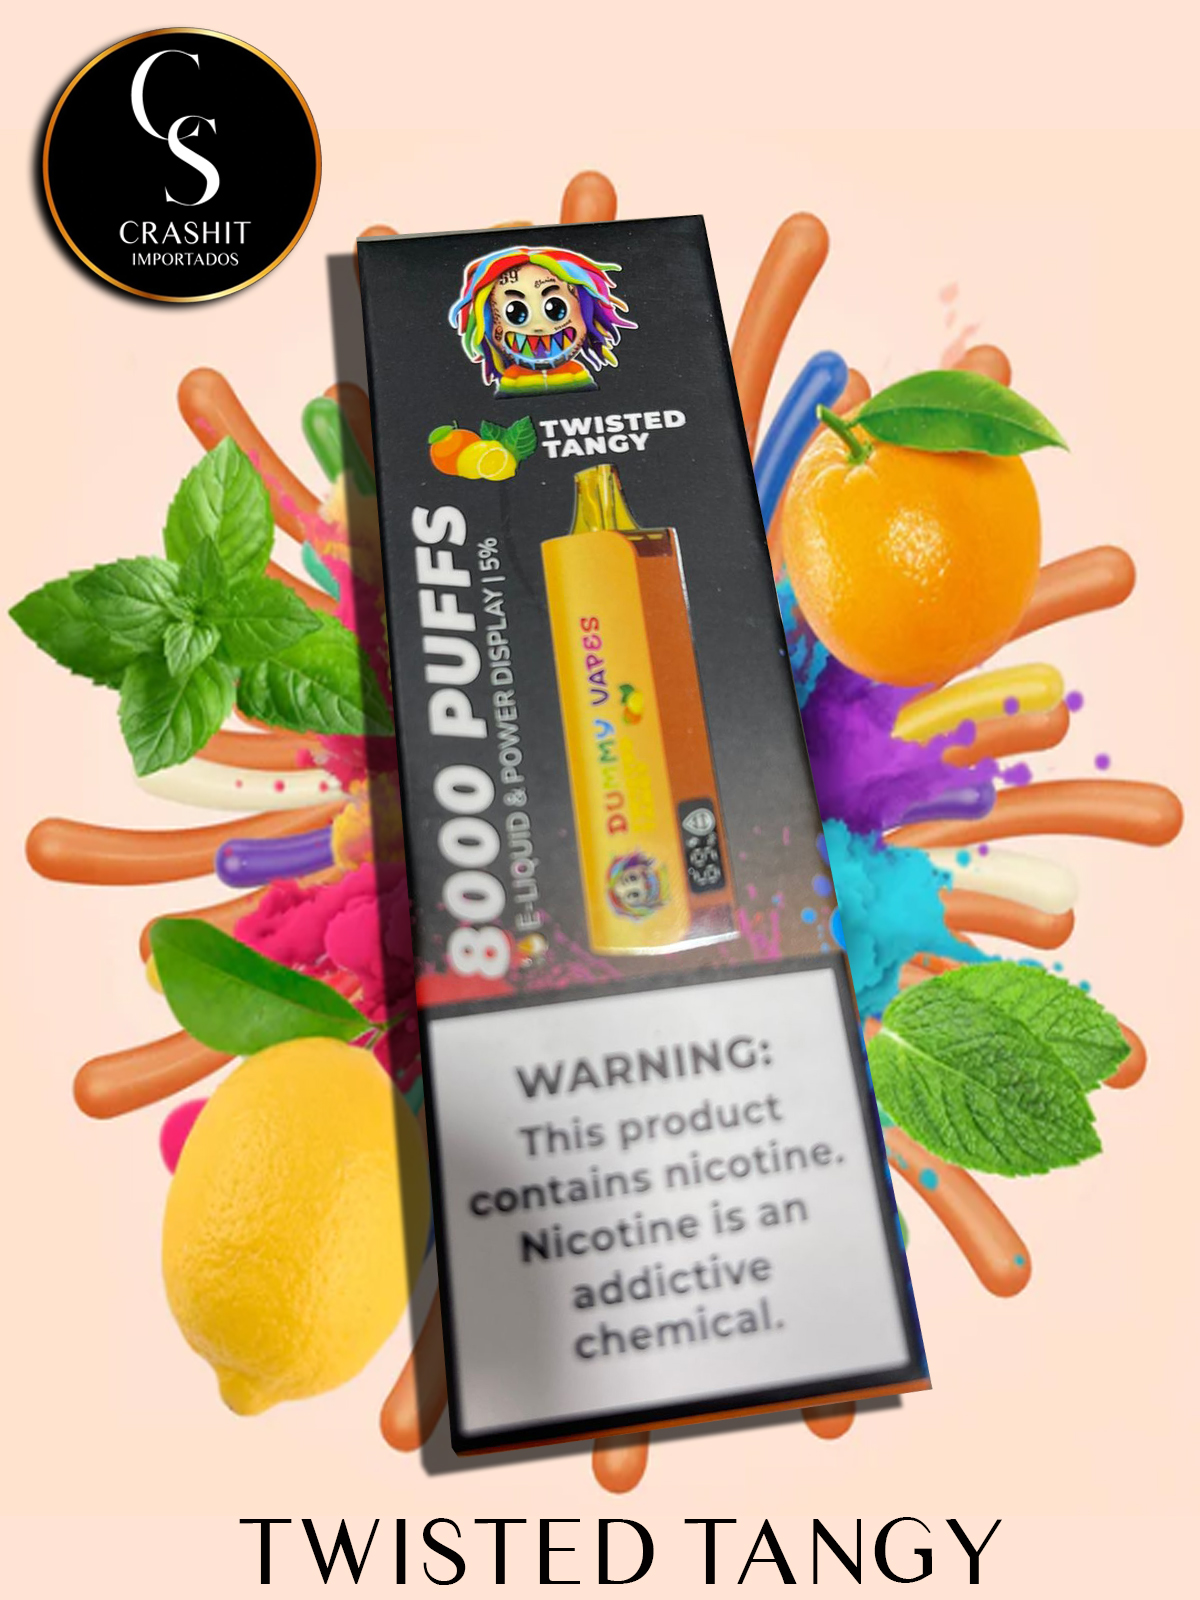 CS
CRASHIT
IMPORTADOS
59
TWISTED
TANGY
8000 PUFFS
E-LIQUID & POWER DISPLAY | 5%
DUMMY VAPES
WARNING:
This product
contains nicotine.
Nicotine is an
addictive
chemical.
TWISTED TANGY